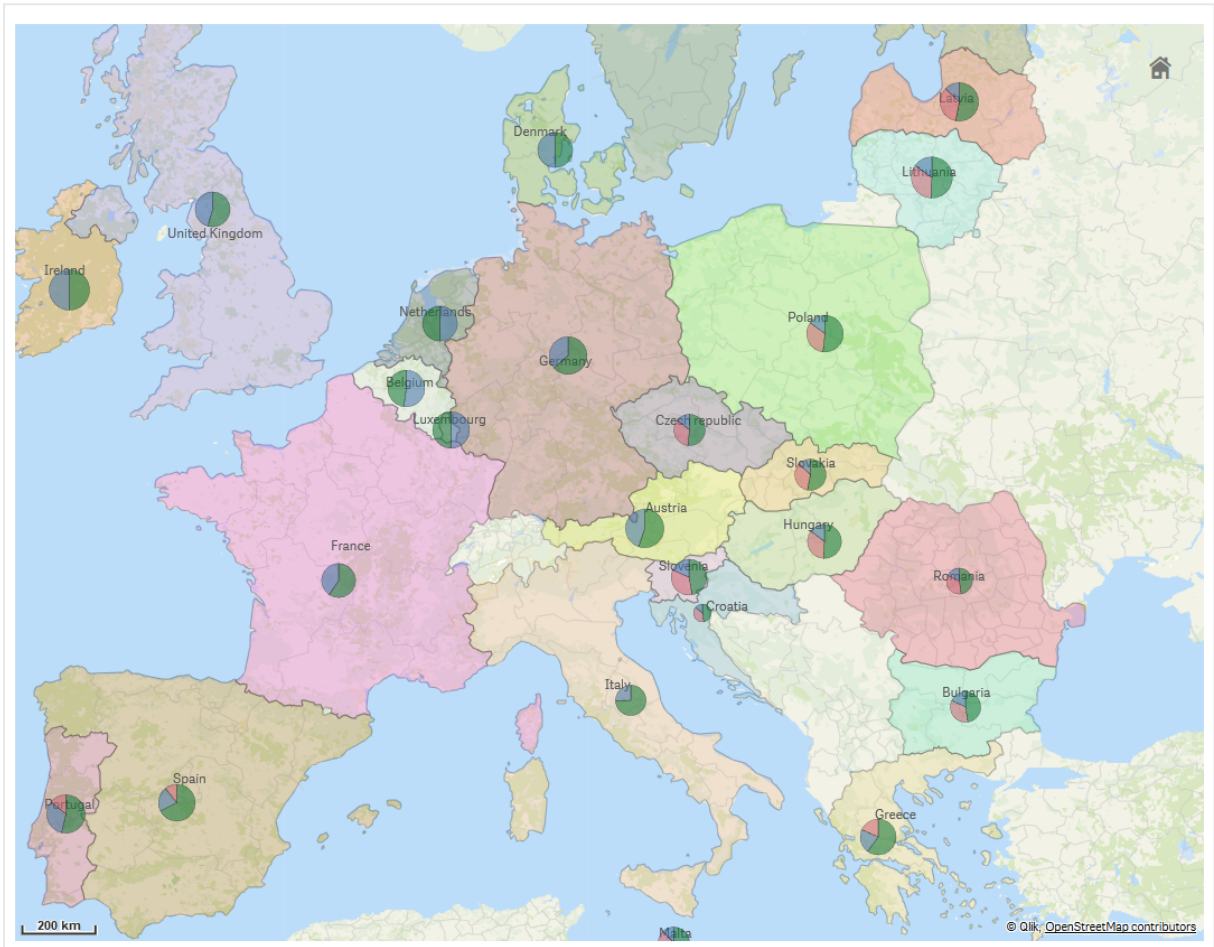 Latvia
Denmark
Lithuania
United Kingdom
Ireland
Netherlands
Poland
Germany
Belgium
Luxembourg
Czech republic
Slovakia
Austria
Hungary
France
Slovenia
Romania
Croatia
Italy
Bulgaria
Spain
Portugal
Greece
200 km
© Qlik, OpenStreetMap contributors
Malta